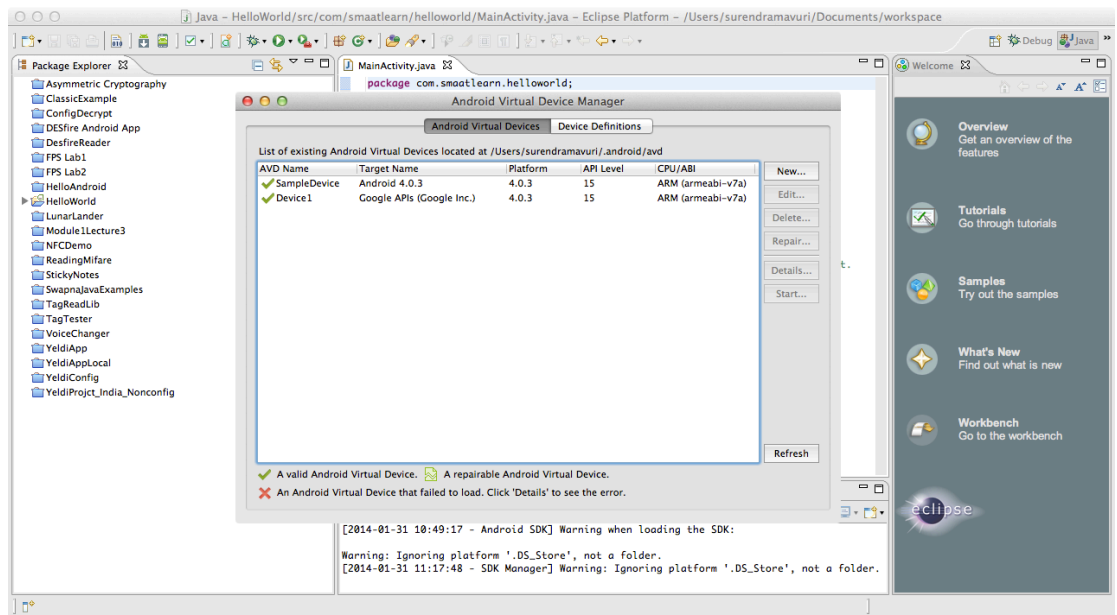 Java – HelloWorld/src/com/smaatlearn/helloworld/MainActivity.java – Eclipse Platform – /Users/surendramavuri/Documents/workspace
Debug
Java
»
Package Explorer
Asymmetric Cryptography
ClassicExample
ConfigDecrypt
DESfire Android App
DesfireReader
FPS Lab1
FPS Lab2
HelloAndroid
HelloWorld
LunarLander
Module1Lecture3
NFCDemo
ReadingMifare
StickyNotes
SwapnaJavaExamples
TagReadLib
TagTester
VoiceChanger
YeldiApp
YeldiAppLocal
YeldiConfig
YeldiProjct_India_Nonconfig
MainActivity.java
package com.smaatlearn.helloworld;
t.
Android Virtual Device Manager
Android Virtual Devices
Device Definitions
List of existing Android Virtual Devices located at /Users/surendramavuri/.android/avd
AVD Name Target Name Platform API Level CPU/ABI
SampleDevice Android 4.0.3 4.0.3 15 ARM (armeabi-v7a)
Device1 Google APIs (Google Inc.) 4.0.3 15 ARM (armeabi-v7a)
New...
Edit...
Delete...
Repair...
Details...
Start...
Refresh
A valid Android Virtual Device. A repairable Android Virtual Device.
An Android Virtual Device that failed to load. Click 'Details' to see the error.
[2014-01-31 10:49:17 - Android SDK] Warning when loading the SDK:
Warning: Ignoring platform '.DS_Store', not a folder.
[2014-01-31 11:17:48 - SDK Manager] Warning: Ignoring platform '.DS_Store', not a folder.
Welcome
Overview
Get an overview of the
features
Tutorials
Go through tutorials
Samples
Try out the samples
What's New
Find out what is new
Workbench
Go to the workbench
eclipse